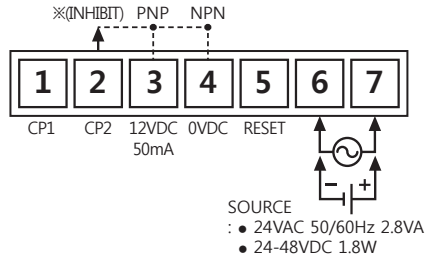 ※(INHIBIT) PNP NPN
1 2 3 4 5 6 7
CP1 CP2 12VDC 0VDC RESET
50mA
− +
SOURCE
: ● 24VAC 50/60Hz 2.8VA
● 24-48VDC 1.8W